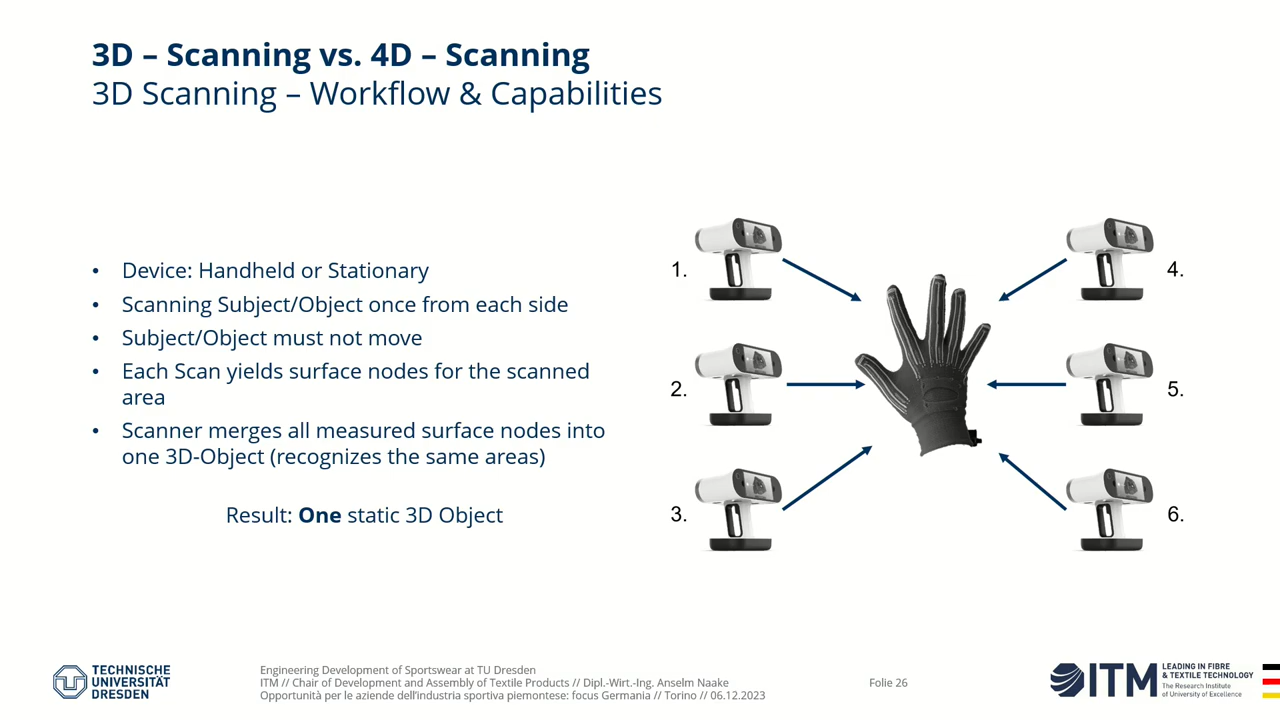 3D – Scanning vs. 4D – Scanning
3D Scanning – Workflow & Capabilities
• Device: Handheld or Stationary
• Scanning Subject/Object once from each side
• Subject/Object must not move
• Each Scan yields surface nodes for the scanned
area
• Scanner merges all measured surface nodes into
one 3D-Object (recognizes the same areas)
Result: One static 3D Object
1.
2.
3.
4.
5.
6.
TECHNISCHE
UNIVERSITÄT
DRESDEN
Engineering Development of Sportswear at TU Dresden
ITM // Chair of Development and Assembly of Textile Products // Dipl.-Wirt.-Ing. Anselm Naake
Opportunità per le aziende dell’industria sportiva piemontese: focus Germania // Torino // 06.12.2023
Folie 26
ITM
LEADING IN FIBRE
& TEXTILE TECHNOLOGY
The Research Institute
of University of Excellence